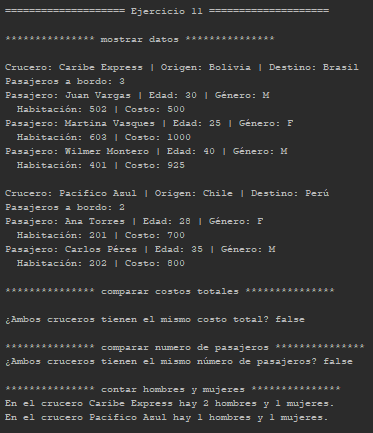 ==================== Ejercicio 11 ====================
*************** mostrar datos ***************
Crucero: Caribe Express | Origen: Bolivia | Destino: Brasil
Pasajeros a bordo: 3
Pasajero: Juan Vargas | Edad: 30 | Género: M
Habitación: 502 | Costo: 500
Pasajero: Martina Vasques | Edad: 25 | Género: F
Habitación: 603 | Costo: 1000
Pasajero: Wilmer Montero | Edad: 40 | Género: M
Habitación: 401 | Costo: 925
Crucero: Pacifico Azul | Origen: Chile | Destino: Perú
Pasajeros a bordo: 2
Pasajero: Ana Torres | Edad: 28 | Género: F
Habitación: 201 | Costo: 700
Pasajero: Carlos Pérez | Edad: 35 | Género: M
Habitación: 202 | Costo: 800
*************** comparar costos totales ***************
¿Ambos cruceros tienen el mismo costo total? false
*************** comparar numero de pasajeros ***************
¿Ambos cruceros tienen el mismo número de pasajeros? false
*************** contar hombres y mujeres ***************
En el crucero Caribe Express hay 2 hombres y 1 mujeres.
En el crucero Pacifico Azul hay 1 hombres y 1 mujeres.